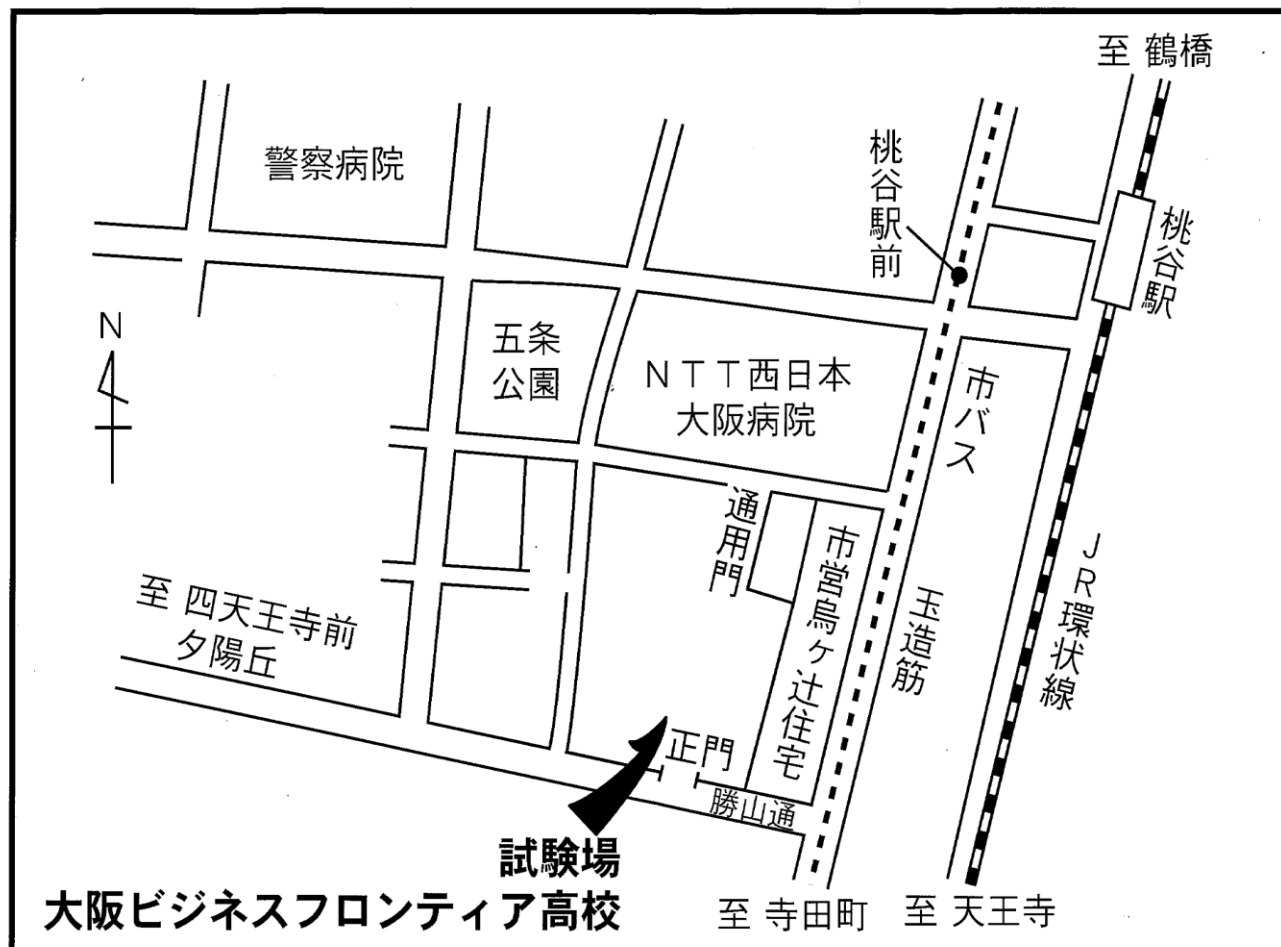 至 鶴橋
警察病院
桃谷駅前
桃谷駅
N
五条
公園
NTT西日本
大阪病院
市バス
通用門
市営烏ヶ辻住宅
JR環状線
至 四天王寺前
夕陽丘
玉造筋
正門
勝山通
試験場
大阪ビジネスフロンティア高校
至 寺田町
至 天王寺